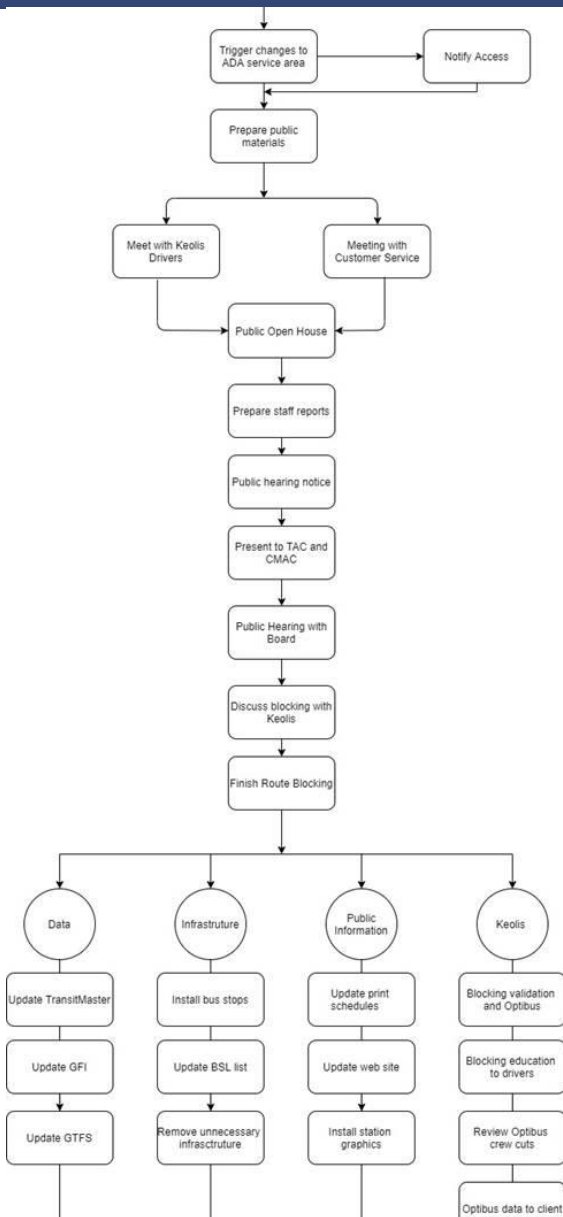 Trigger changes to
ADA service area
Notify Access
Prepare public
materials
Meet with Keolis
Drivers
Meeting with
Customer Service
Public Open House
Prepare staff reports
Public hearing notice
Present to TAC and
CMAC
Public Hearing with
Board
Discuss blocking with
Keolis
Finish Route Blocking
Data
Infrastruture
Public
Information
Keolis
Update TransitMaster
Install bus stops
Update print
schedules
Blocking validation
and Optibus
Update GFI
Update BSL list
Update web site
Blocking education
to drivers
Update GTFS
Remove unnecessary
infrasctruture
Install station
graphics
Review Optibus
crew cuts
Optibus data to client